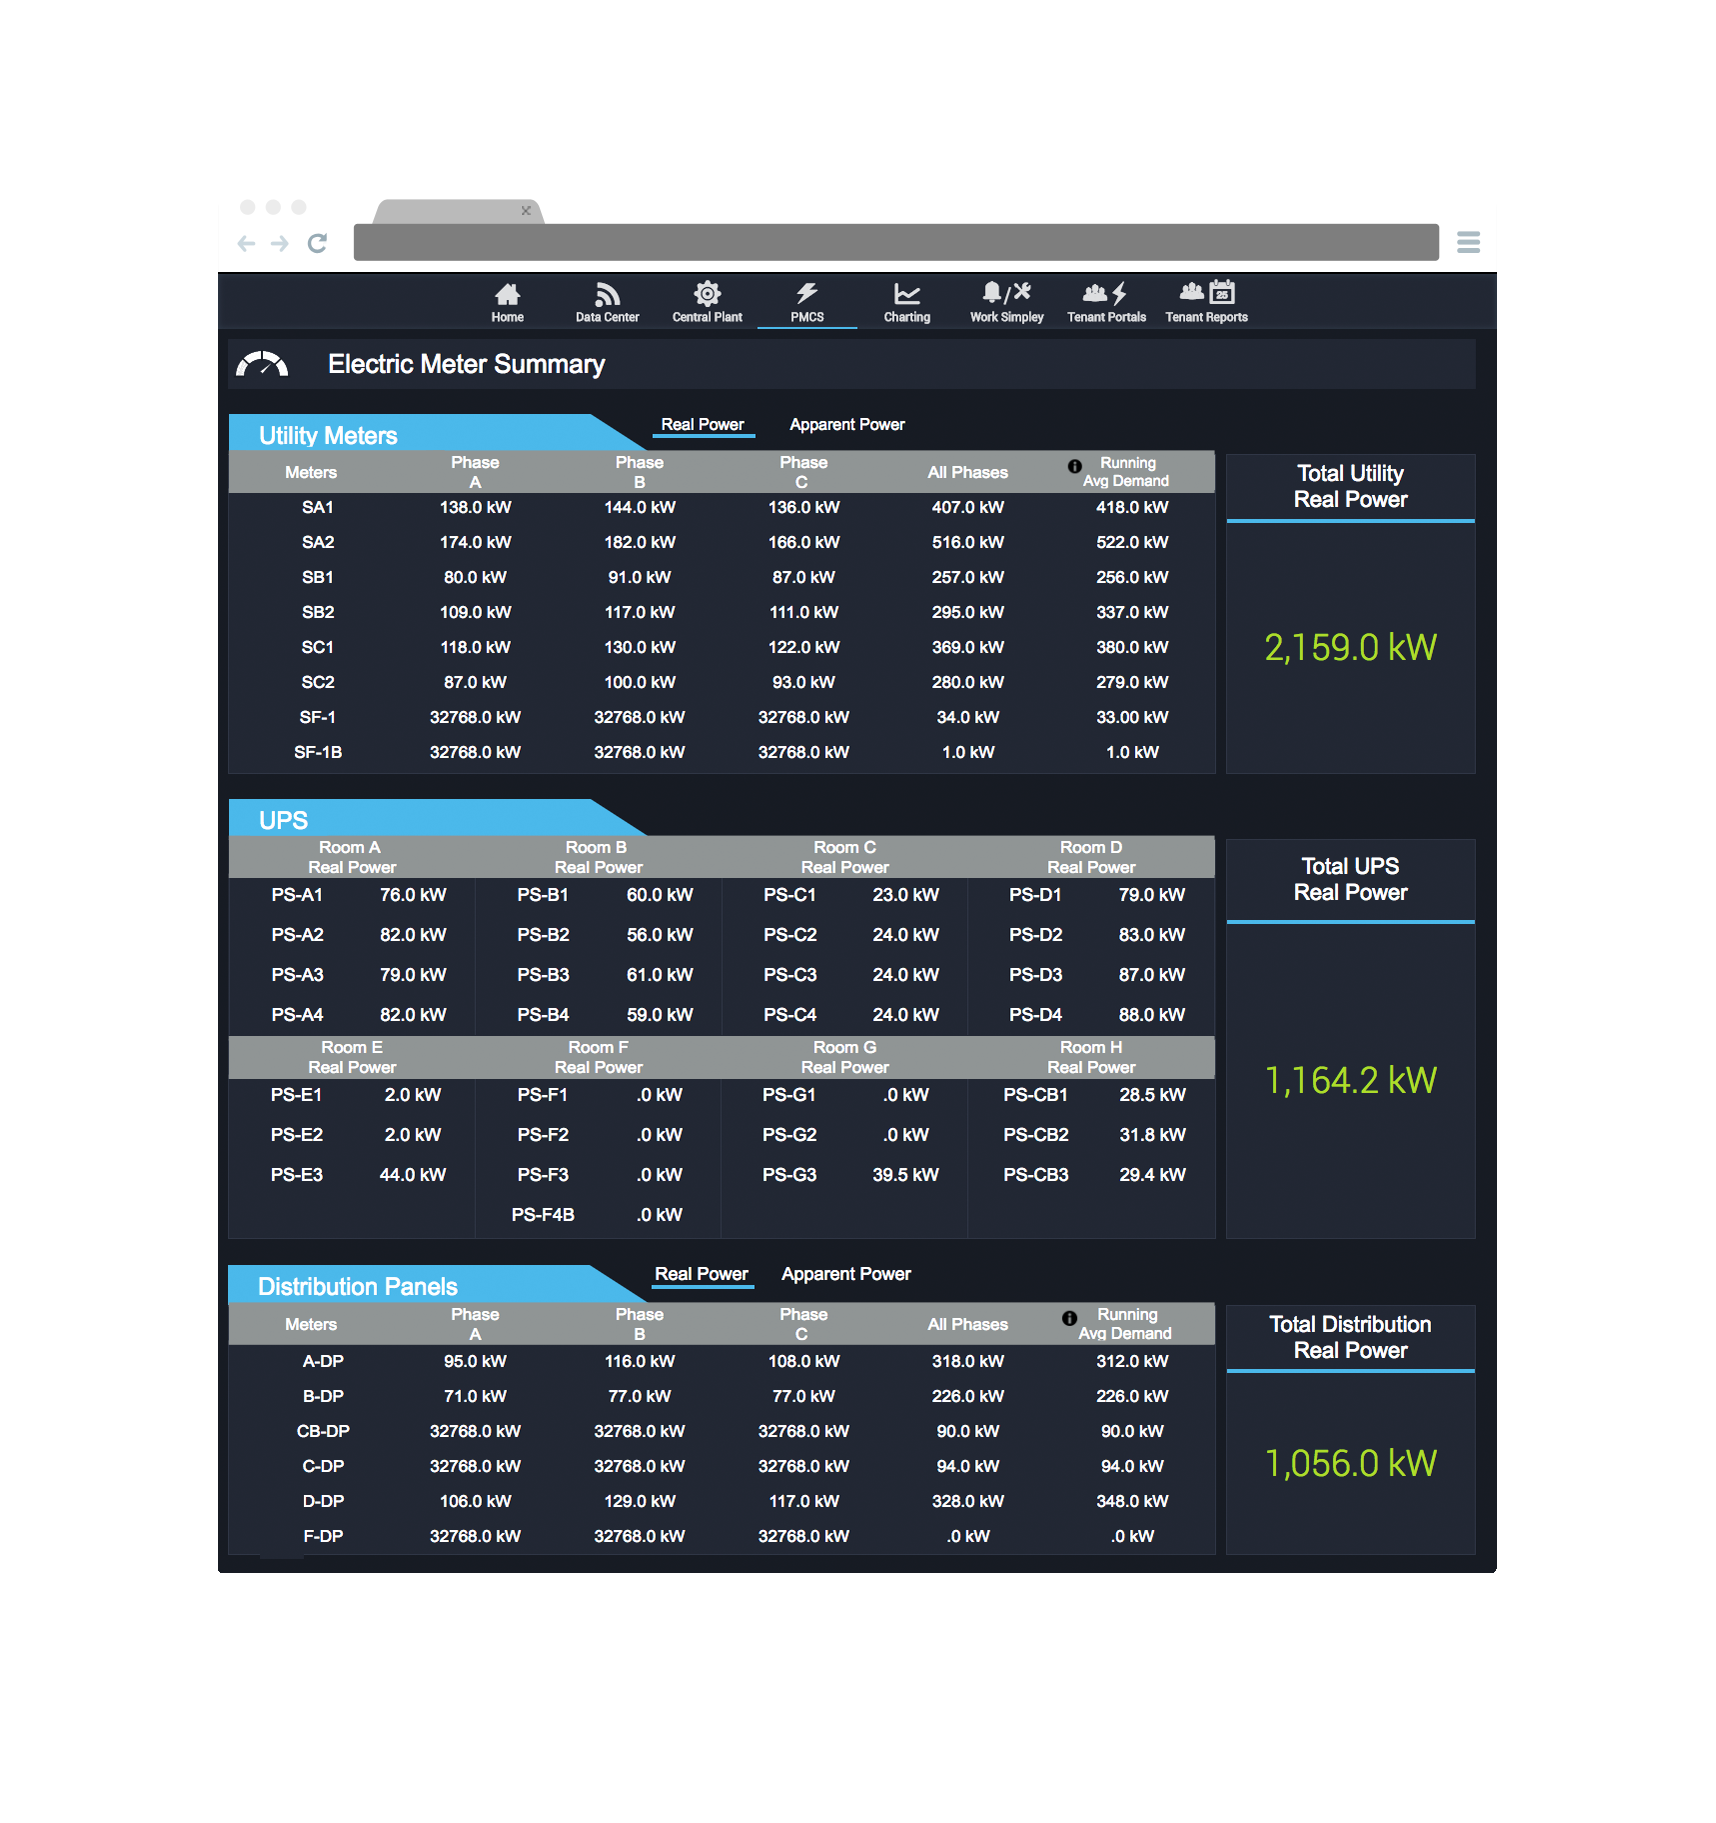 Home Data Center Central Plant PMCS Charting Work Simpley Tenant Portals 25 Tenant Reports
Electric Meter Summary
Utility Meters Real Power Apparent Power
Meters Phase A Phase B Phase C All Phases Running Avg Demand
SA1 138.0 kW 144.0 kW 136.0 kW 407.0 kW 418.0 kW
SA2 174.0 kW 182.0 kW 166.0 kW 516.0 kW 522.0 kW
SB1 80.0 kW 91.0 kW 87.0 kW 257.0 kW 256.0 kW
SB2 109.0 kW 117.0 kW 111.0 kW 295.0 kW 337.0 kW
SC1 118.0 kW 130.0 kW 122.0 kW 369.0 kW 380.0 kW
SC2 87.0 kW 100.0 kW 93.0 kW 280.0 kW 279.0 kW
SF-1 32768.0 kW 32768.0 kW 32768.0 kW 34.0 kW 33.00 kW
SF-1B 32768.0 kW 32768.0 kW 32768.0 kW 1.0 kW 1.0 kW
Total Utility
Real Power
2,159.0 kW
UPS
Room A Real Power Room B Real Power Room C Real Power Room D Real Power
PS-A1 76.0 kW PS-B1 60.0 kW PS-C1 23.0 kW PS-D1 79.0 kW
PS-A2 82.0 kW PS-B2 56.0 kW PS-C2 24.0 kW PS-D2 83.0 kW
PS-A3 79.0 kW PS-B3 61.0 kW PS-C3 24.0 kW PS-D3 87.0 kW
PS-A4 82.0 kW PS-B4 59.0 kW PS-C4 24.0 kW PS-D4 88.0 kW
Room E Real Power Room F Real Power Room G Real Power Room H Real Power
PS-E1 2.0 kW PS-F1 .0 kW PS-G1 .0 kW PS-CB1 28.5 kW
PS-E2 2.0 kW PS-F2 .0 kW PS-G2 .0 kW PS-CB2 31.8 kW
PS-E3 44.0 kW PS-F3 .0 kW PS-G3 39.5 kW PS-CB3 29.4 kW
PS-F4B .0 kW
Total UPS
Real Power
1,164.2 kW
Distribution Panels Real Power Apparent Power
Meters Phase A Phase B Phase C All Phases Running Avg Demand
A-DP 95.0 kW 116.0 kW 108.0 kW 318.0 kW 312.0 kW
B-DP 71.0 kW 77.0 kW 77.0 kW 226.0 kW 226.0 kW
CB-DP 32768.0 kW 32768.0 kW 32768.0 kW 90.0 kW 90.0 kW
C-DP 32768.0 kW 32768.0 kW 32768.0 kW 94.0 kW 94.0 kW
D-DP 106.0 kW 129.0 kW 117.0 kW 328.0 kW 348.0 kW
F-DP 32768.0 kW 32768.0 kW 32768.0 kW .0 kW .0 kW
Total Distribution
Real Power
1,056.0 kW